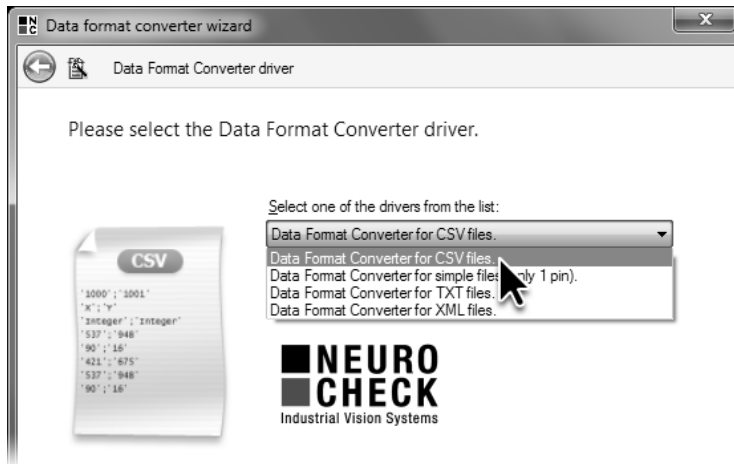 NC Data format converter wizard
x
Data Format Converter driver
Please select the Data Format Converter driver.
Select one of the drivers from the list:
Data Format Converter for CSV files.
Data Format Converter for CSV files.
Data Format Converter for simple files only 1 pin).
Data Format Converter for TXT files.
Data Format Converter for XML files.
CSV
'1000';'1001'
'X';'Y'
'Integer';'Integer'
'537';'948'
'90';'16'
'421';'675'
'537';'948'
'90';'16'
NEURO
CHECK
Industrial Vision Systems